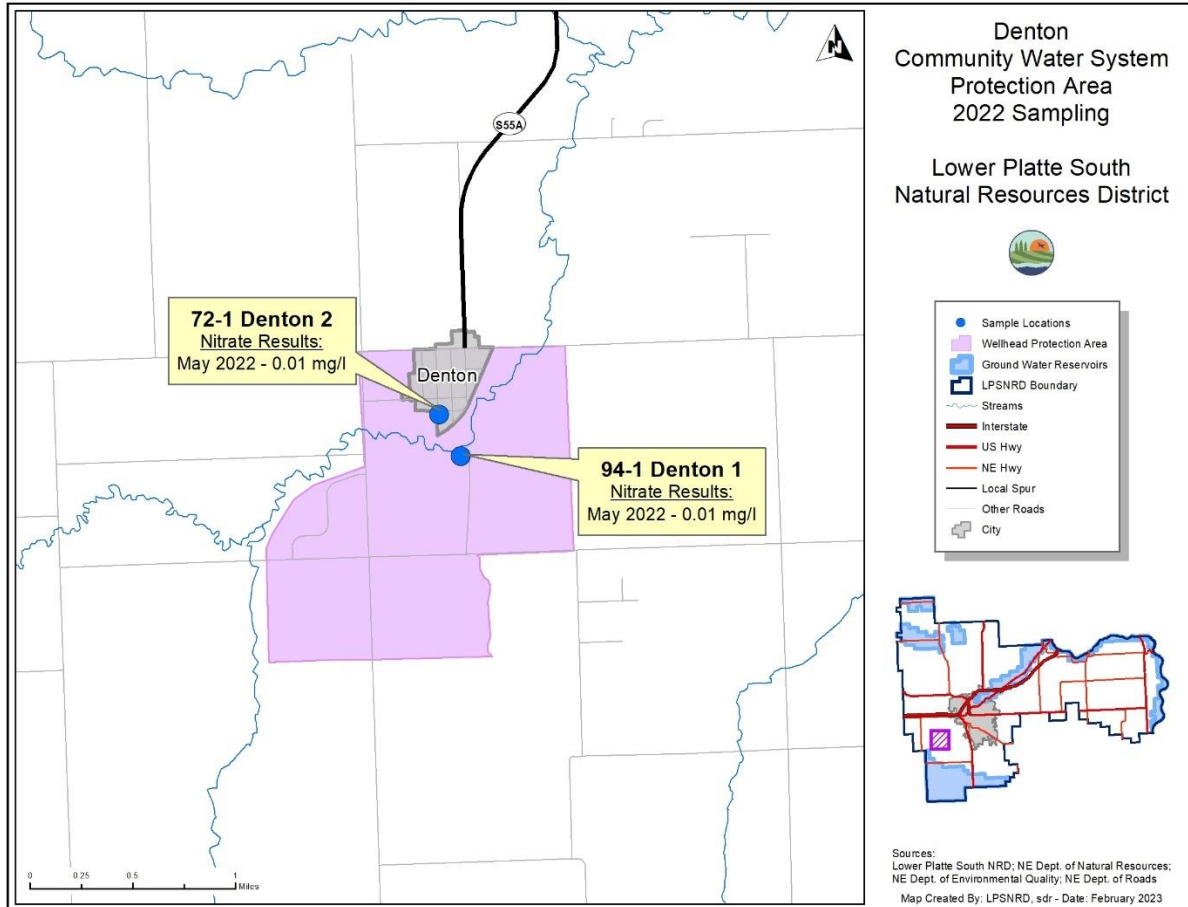 Denton
Community Water System
Protection Area
2022 Sampling
Lower Platte South
Natural Resources District
N
S55A
72-1 Denton 2
Nitrate Results:
May 2022 - 0.01 mg/l
Denton
94-1 Denton 1
Nitrate Results:
May 2022 - 0.01 mg/l
Sample Locations
Wellhead Protection Area
Ground Water Reservoirs
LPSNRD Boundary
Streams
Interstate
US Hwy
NE Hwy
Local Spur
Other Roads
City
0 0.25 0.5 1
Miles
Sources:
Lower Platte South NRD; NE Dept. of Natural Resources;
NE Dept. of Environmental Quality; NE Dept. of Roads
Map Created By: LPSNRD, sdr - Date: February 2023